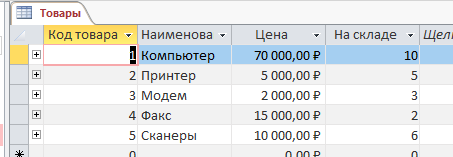 Товары
Код товара Наименова Цена На складе Щелк
1 Компьютер 70 000,00 ₽ 10
2 Принтер 5 000,00 ₽ 5
3 Модем 2 000,00 ₽ 3
4 Факс 15 000,00 ₽ 2
5 Сканеры 10 000,00 ₽ 6
0 0,00 ₽ 0